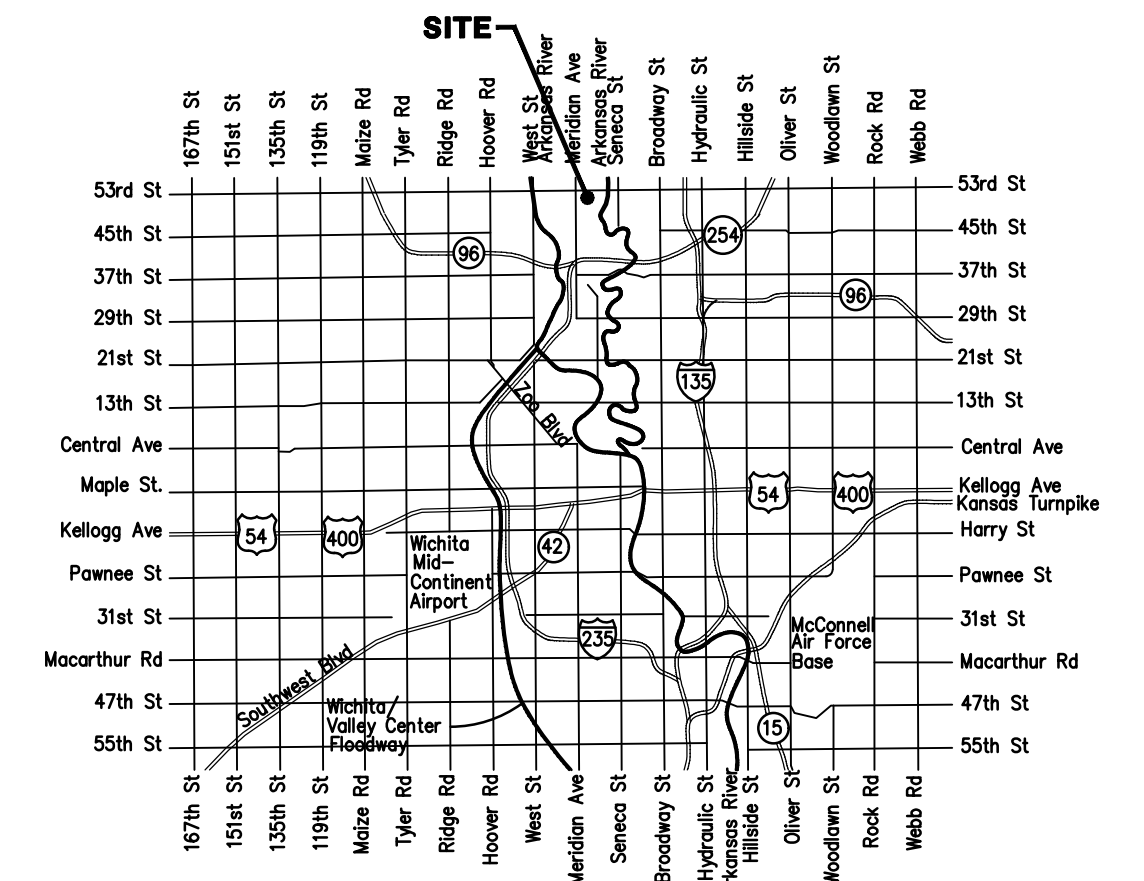 SITE
167th St
151st St
135th St
119th St
Maize Rd
Tyler Rd
Ridge Rd
Hoover Rd
West St
Arkansas River
Meridian Ave
Arkansas River
Seneca St
Broadway St
Hydraulic St
Hillside St
Oliver St
Woodlawn St
Rock Rd
Webb Rd
53rd St
53rd St
45th St
45th St
96
254
37th St
37th St
96
29th St
29th St
21st St
21st St
135
13th St
13th St
Zoo Blvd
Central Ave
Central Ave
Maple St.
Kellogg Ave
54
400
Kansas Turnpike
Kellogg Ave
54
400
42
Harry St
Wichita
Mid-
Continent
Airport
Pawnee St
Pawnee St
31st St
31st St
235
McConnell
Air Force
Base
Macarthur Rd
Macarthur Rd
Southwest Blvd
47th St
47th St
Wichita/
Valley Center
Floodway
15
55th St
55th St
167th St
151st St
135th St
119th St
Maize Rd
Tyler Rd
Ridge Rd
Hoover Rd
West St
Meridian Ave
Seneca St
Broadway St
Hydraulic St
kansas River
Hillside St
Oliver St
Woodlawn St
Rock Rd
Webb Rd